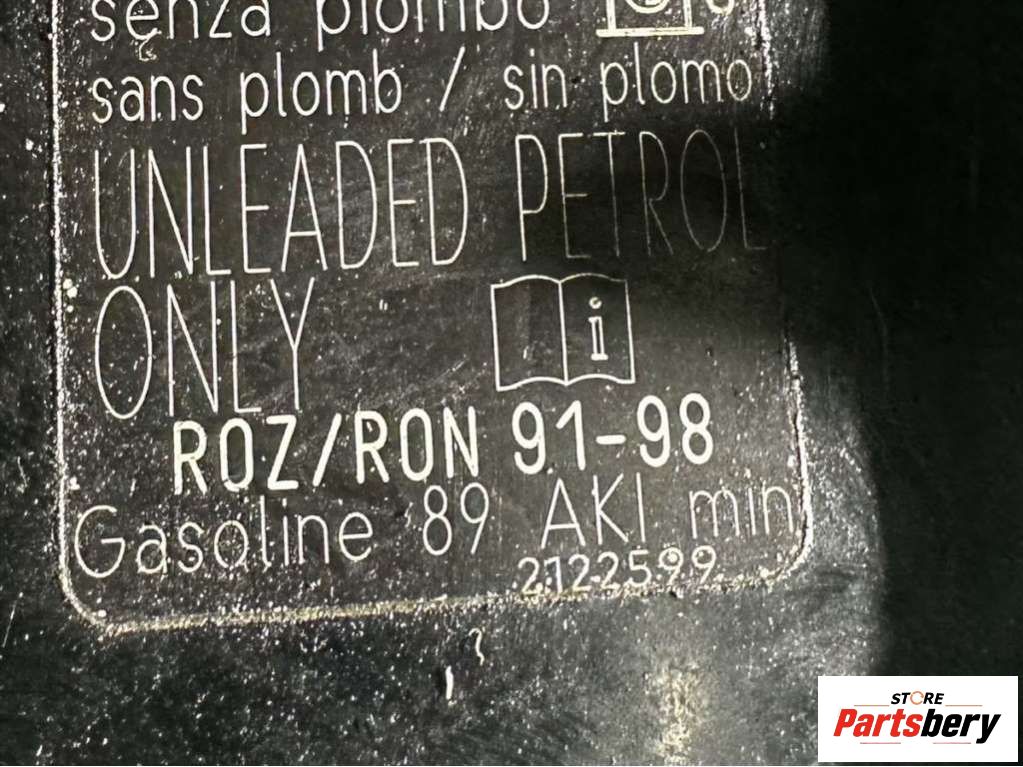 senza plombo
sans plomb / sin plomo
UNLEADED PETROL
ONLY
i
ROZ/RON 91-98
Gasoline 89 AKI min
2122599
STORE
Partsbery